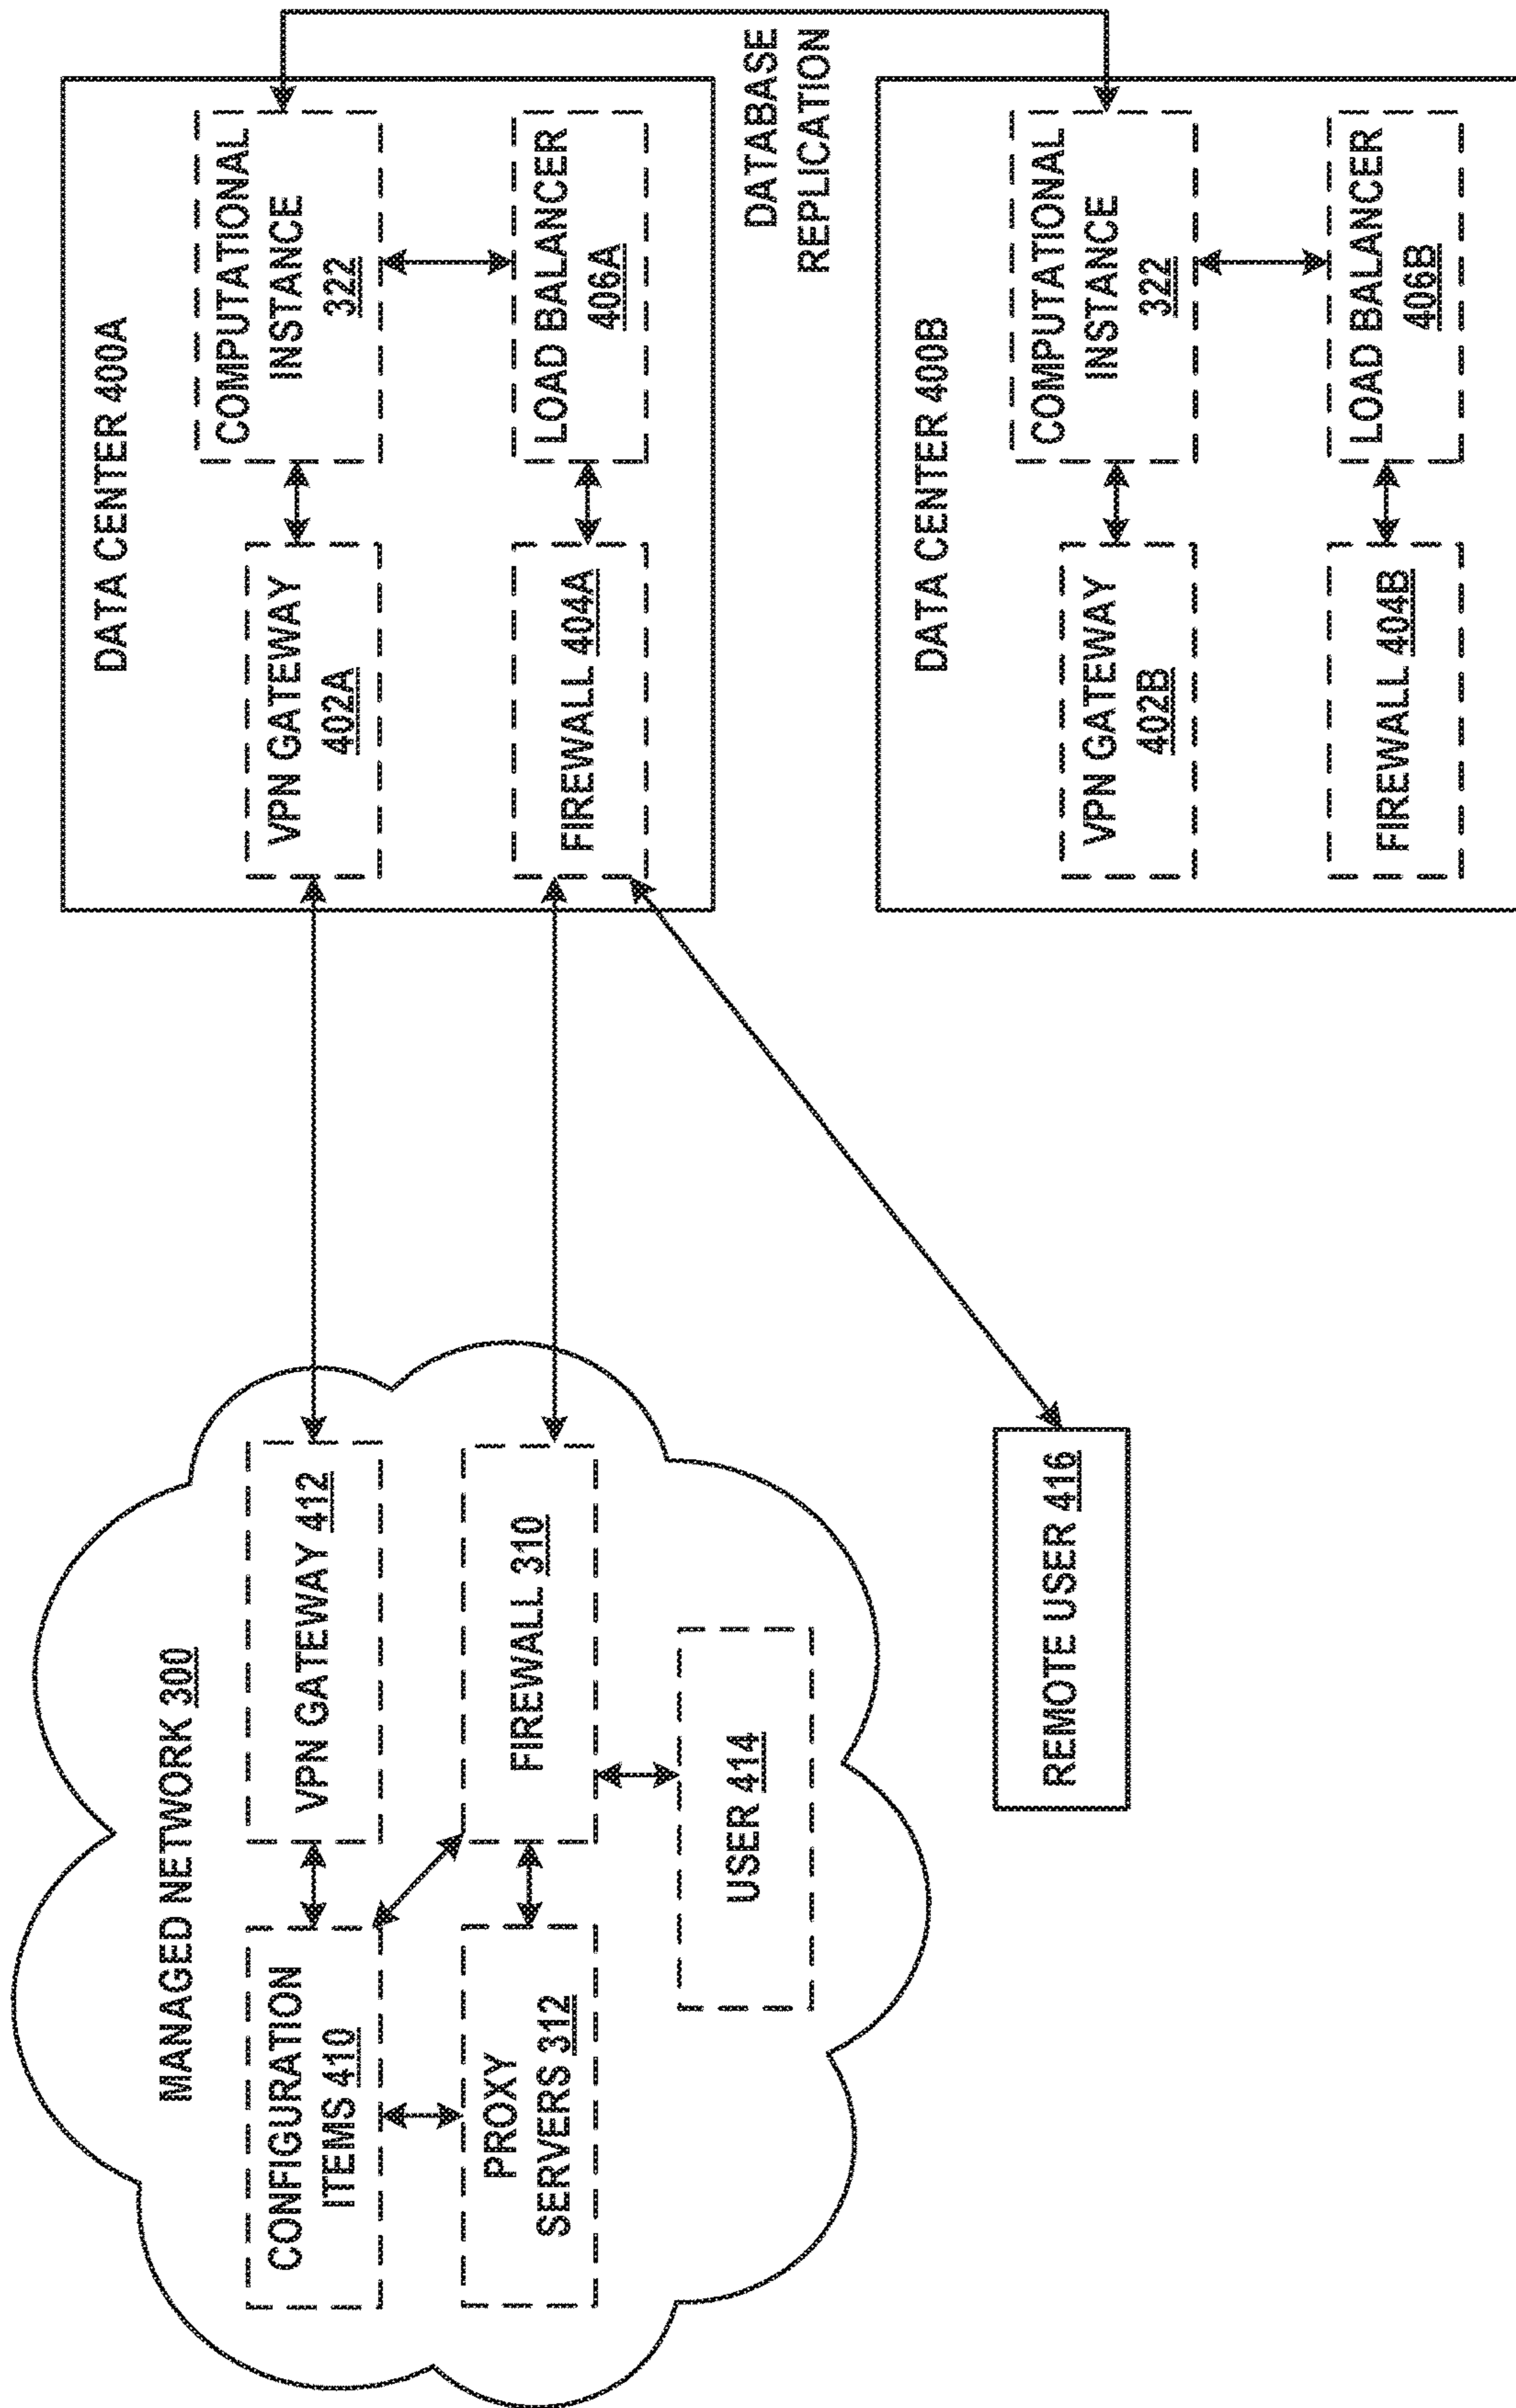 MANAGED NETWORK 300
CONFIGURATION
ITEMS 410
VPN GATEWAY 412
PROXY
SERVERS 312
FIREWALL 310
USER 414
REMOTE USER 416
DATA CENTER 400A
VPN GATEWAY
402A
COMPUTATIONAL
INSTANCE
322
FIREWALL 404A
LOAD BALANCER
406A
DATABASE
REPLICATION
DATA CENTER 400B
VPN GATEWAY
402B
COMPUTATIONAL
INSTANCE
322
FIREWALL 404B
LOAD BALANCER
406B